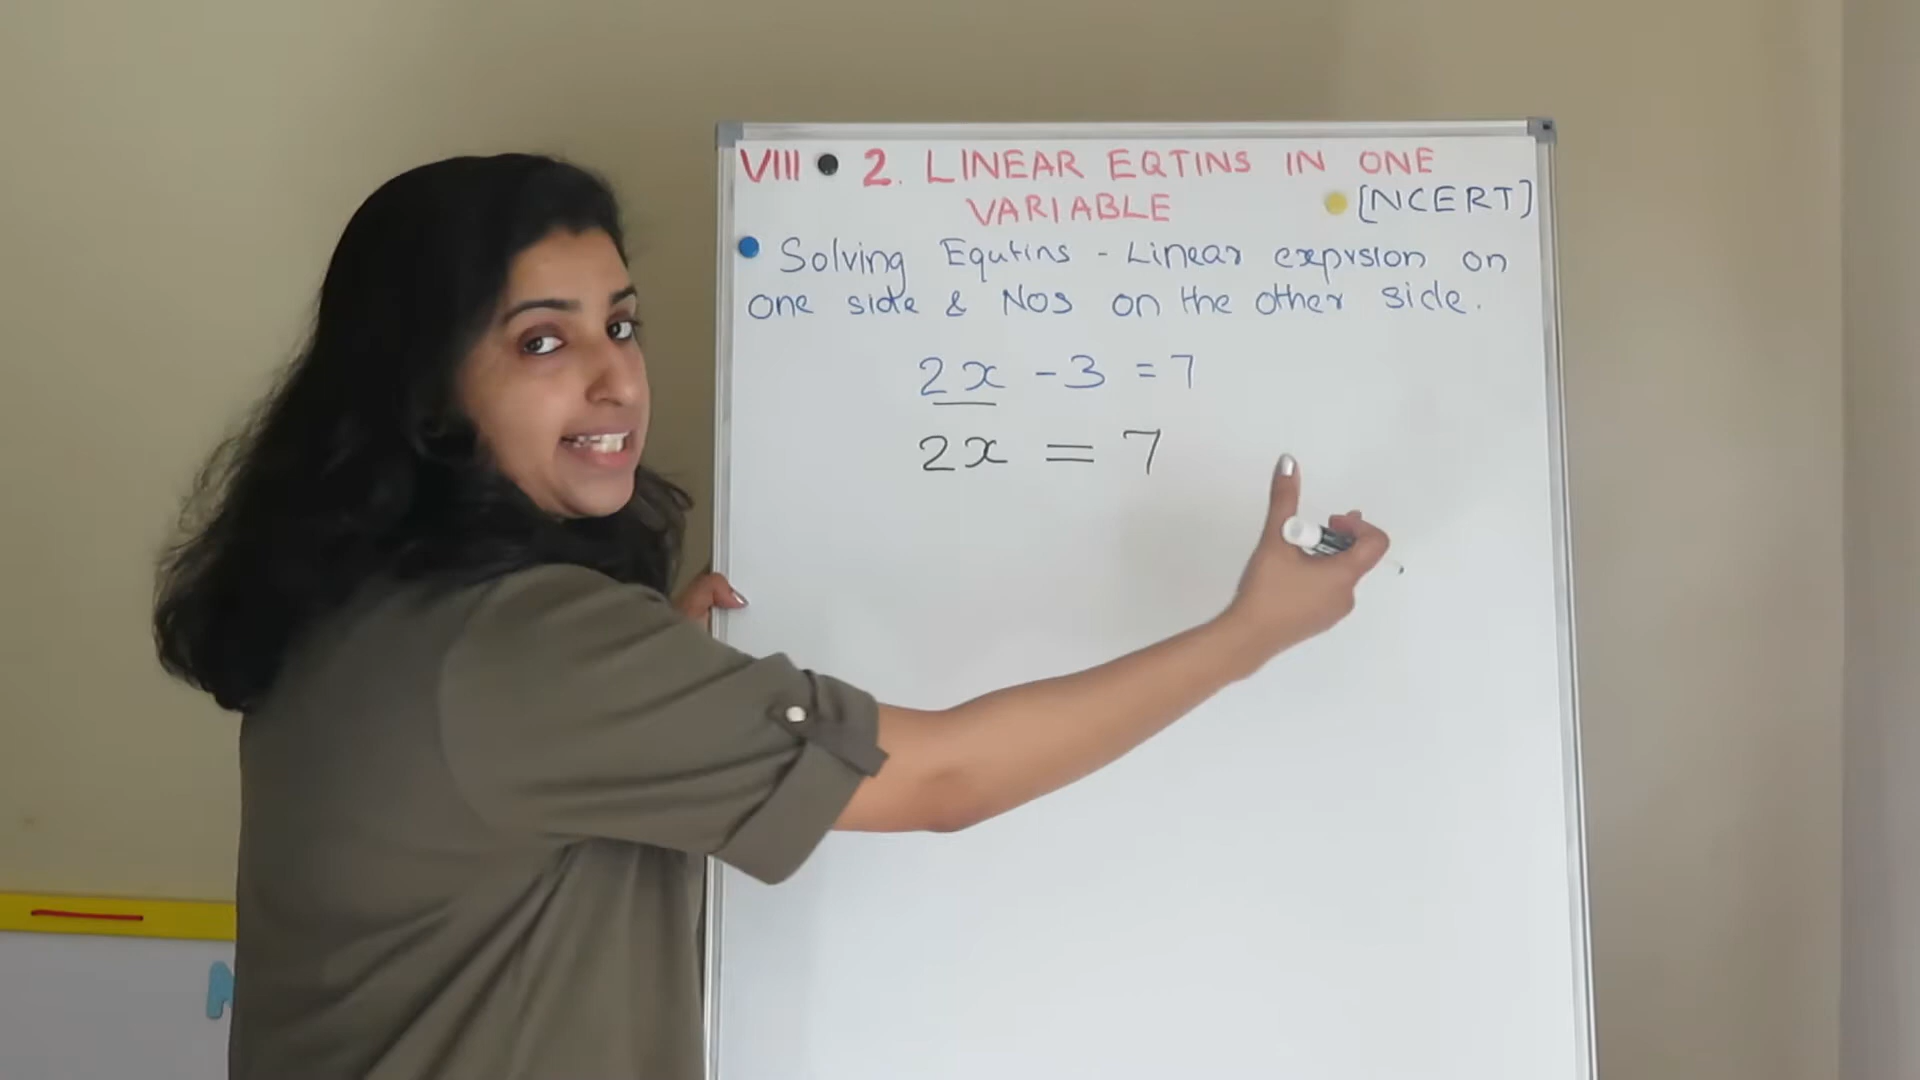 VIII • 2. LINEAR EQTINS IN ONE
VARIABLE • [NCERT]
• Solving Equtins - Linear expvsion on
one side & Nos on the other side.
2x - 3 = 7
2x = 7